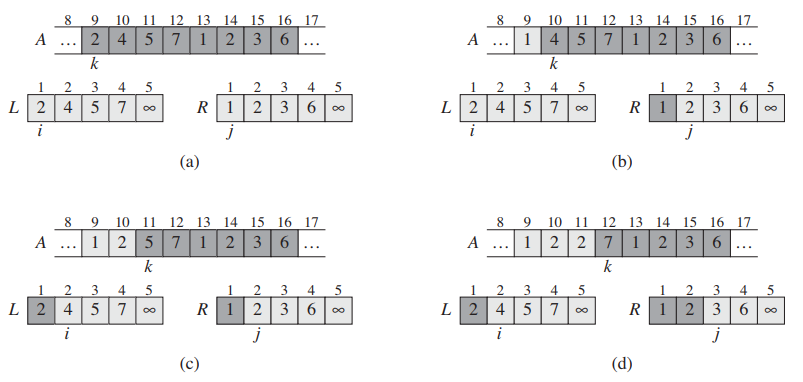 8 9 10 11 12 13 14 15 16 17
A ... 2 4 5 7 1 2 3 6 ...
k
1 2 3 4 5
L 2 4 5 7 ∞
i
1 2 3 4 5
R 1 2 3 6 ∞
j
(a)
8 9 10 11 12 13 14 15 16 17
A ... 1 4 5 7 1 2 3 6 ...
k
1 2 3 4 5
L 2 4 5 7 ∞
i
1 2 3 4 5
R 1 2 3 6 ∞
j
(b)
8 9 10 11 12 13 14 15 16 17
A ... 1 2 5 7 1 2 3 6 ...
k
1 2 3 4 5
L 2 4 5 7 ∞
i
1 2 3 4 5
R 1 2 3 6 ∞
j
(c)
8 9 10 11 12 13 14 15 16 17
A ... 1 2 2 7 1 2 3 6 ...
k
1 2 3 4 5
L 2 4 5 7 ∞
i
1 2 3 4 5
R 1 2 3 6 ∞
j
(d)